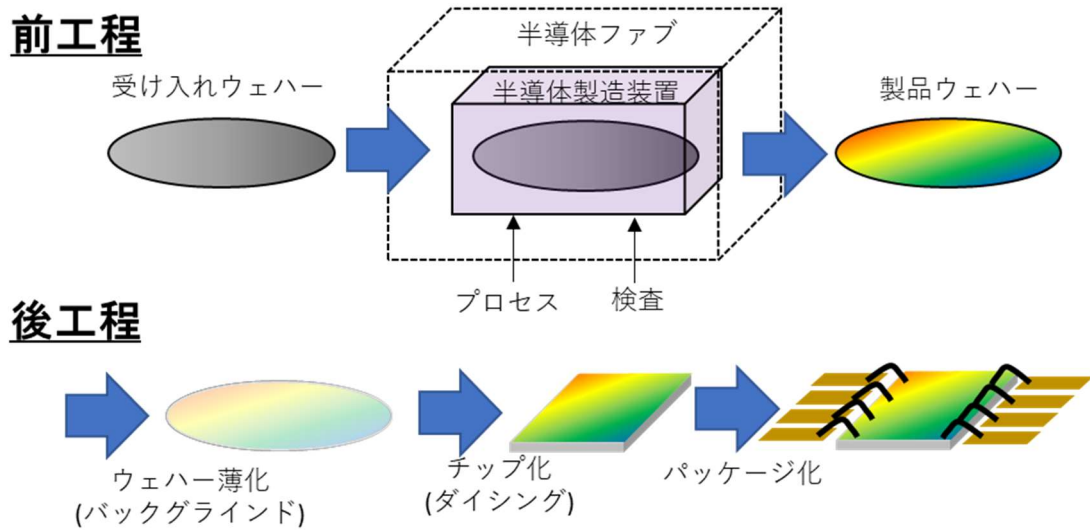 前工程
半導体ファブ
受け入れウェハー
半導体製造装置
製品ウェハー
プロセス
検査
後工程
ウェハー薄化
(バックグラインド)
チップ化
(ダイシング)
パッケージ化